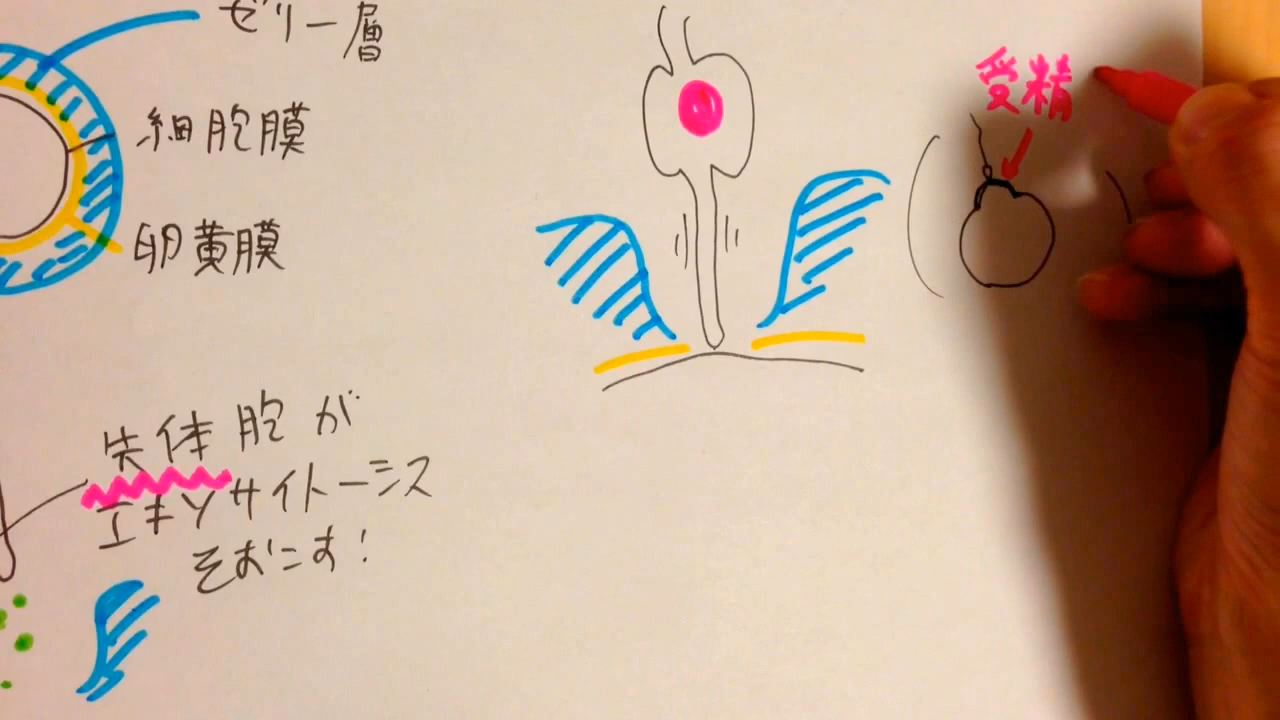 ゼリー層
細胞膜
卵黄膜
受精
失体胞が
エキソサイトーシス
をおこす!